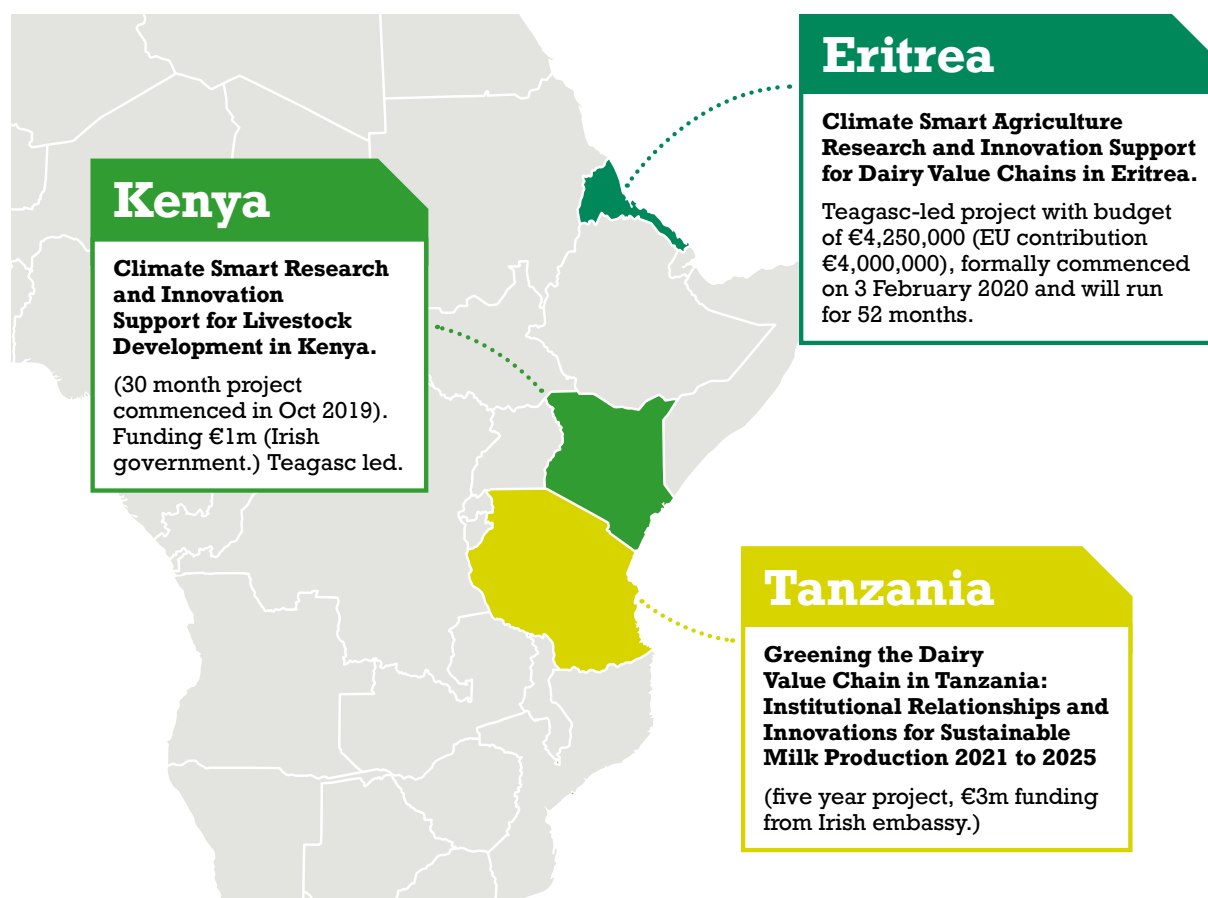 Eritrea
Climate Smart Agriculture
Research and Innovation Support
for Dairy Value Chains in Eritrea.
Teagasc-led project with budget
of €4,250,000 (EU contribution
€4,000,000), formally commenced
on 3 February 2020 and will run
for 52 months.
Kenya
Climate Smart Research
and Innovation
Support for Livestock
Development in Kenya.
(30 month project
commenced in Oct 2019).
Funding €1m (Irish
government.) Teagasc led.
Tanzania
Greening the Dairy
Value Chain in Tanzania:
Institutional Relationships and
Innovations for Sustainable
Milk Production 2021 to 2025
(five year project, €3m funding
from Irish embassy.)